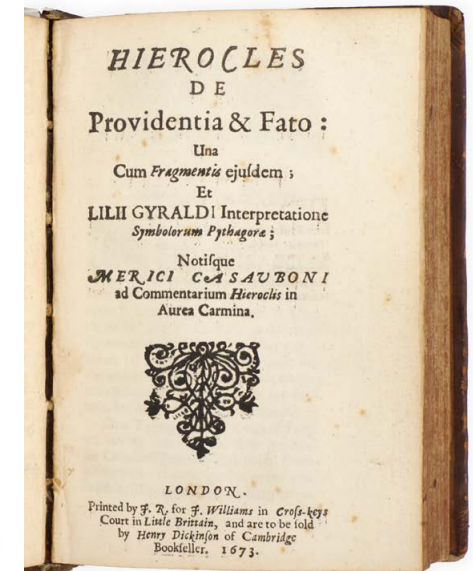 HIEROCLES
DE
Providentia & Fato :
Una
Cum Fragmentis ejuſdem ;
Et
LILII GYRALDI Interpretatione
Symbolorum Pythagoræ ;
Notiſque
MERICI CASAUBONI
ad Commentarium Hieroclis in
Aurea Carmina.
LONDON.
Printed by J. R. for J. Williams in Croſs-keys
Court in Little Brittain, and are to be ſold
by Henry Dickinſon of Cambridge
Bookſeller. 1673.